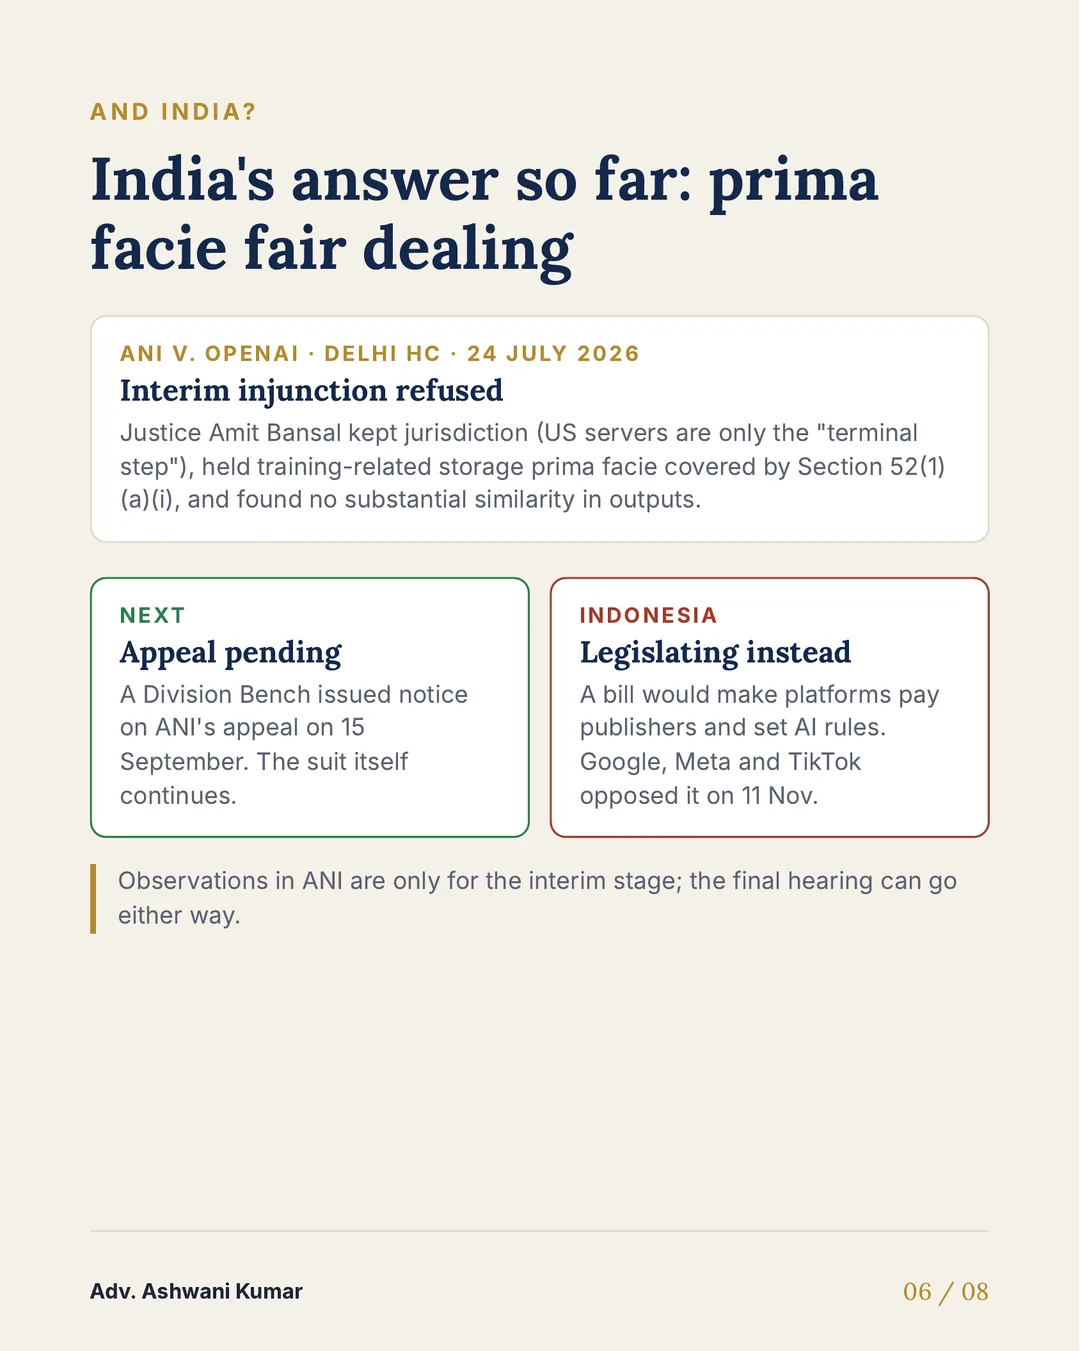 AND INDIA?
India's answer so far: prima
facie fair dealing
ANI V. OPENAI · DELHI HC · 24 JULY 2026
Interim injunction refused
Justice Amit Bansal kept jurisdiction (US servers are only the "terminal
step"), held training-related storage prima facie covered by Section 52(1)
(a)(i), and found no substantial similarity in outputs.
NEXT
Appeal pending
A Division Bench issued notice
on ANI's appeal on 15
September. The suit itself
continues.
INDONESIA
Legislating instead
A bill would make platforms pay
publishers and set AI rules.
Google, Meta and TikTok
opposed it on 11 Nov.
Observations in ANI are only for the interim stage; the final hearing can go
either way.
Adv. Ashwani Kumar
06 / 08